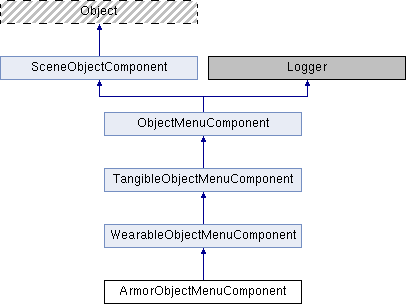 Object
SceneObjectComponent
Logger
ObjectMenuComponent
TangibleObjectMenuComponent
WearableObjectMenuComponent
ArmorObjectMenuComponent